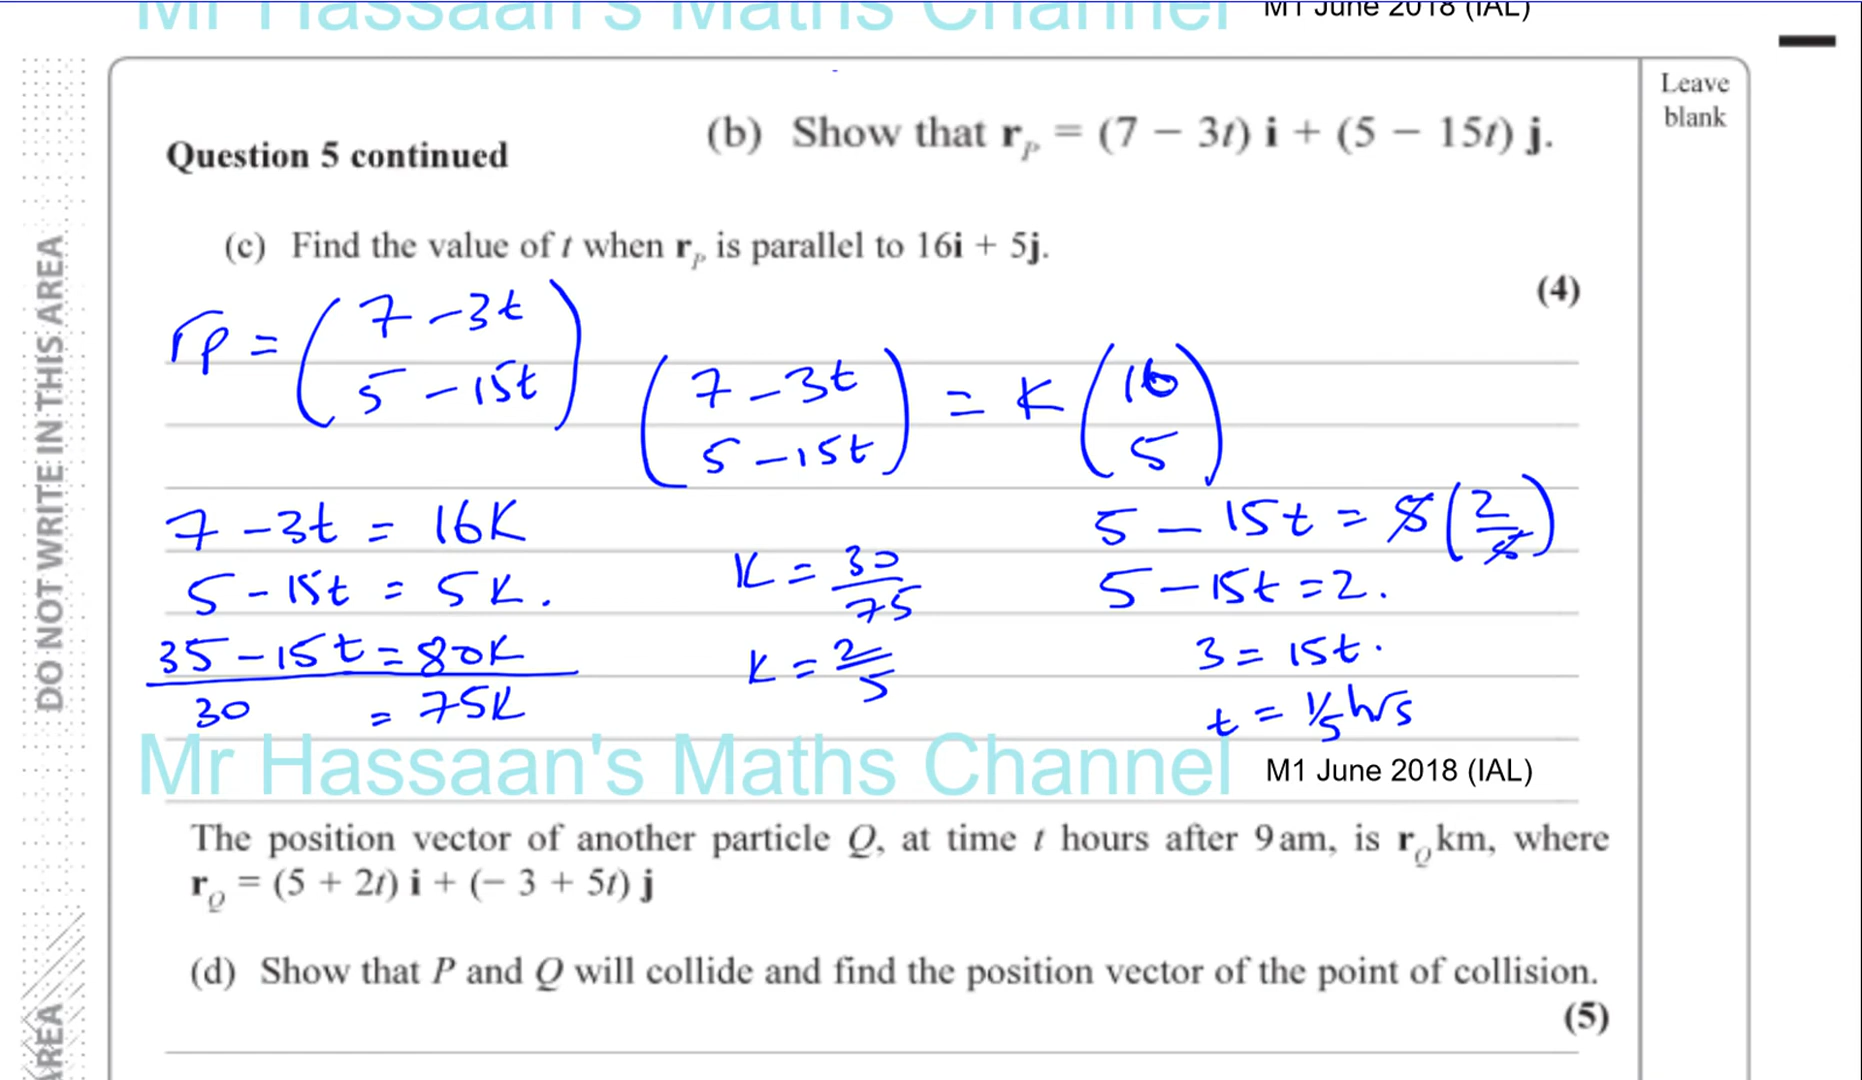 Mr Hassaan's Maths Channel M1 June 2018 (IAL)
Leave
blank
(b) Show that r_P = (7 − 3t) i + (5 − 15t) j.
Question 5 continued
(c) Find the value of t when r_P is parallel to 16i + 5j.
(4)
r_P = ( 7 − 3t
5 − 15t )
( 7 − 3t
5 − 15t ) = K ( 16
5 )
7 − 3t = 16K
5 − 15t = 5K.
35 − 15t = 80K
30 = 75K
K = 30/75
K = 2/5
5 − 15t = 5(2/5)
5 − 15t = 2.
3 = 15t.
t = 1/5 hrs
Mr Hassaan's Maths Channel M1 June 2018 (IAL)
The position vector of another particle Q, at time t hours after 9 am, is r_Q km, where
r_Q = (5 + 2t) i + (− 3 + 5t) j
(d) Show that P and Q will collide and find the position vector of the point of collision.
(5)
DO NOT WRITE IN THIS AREA
AREA